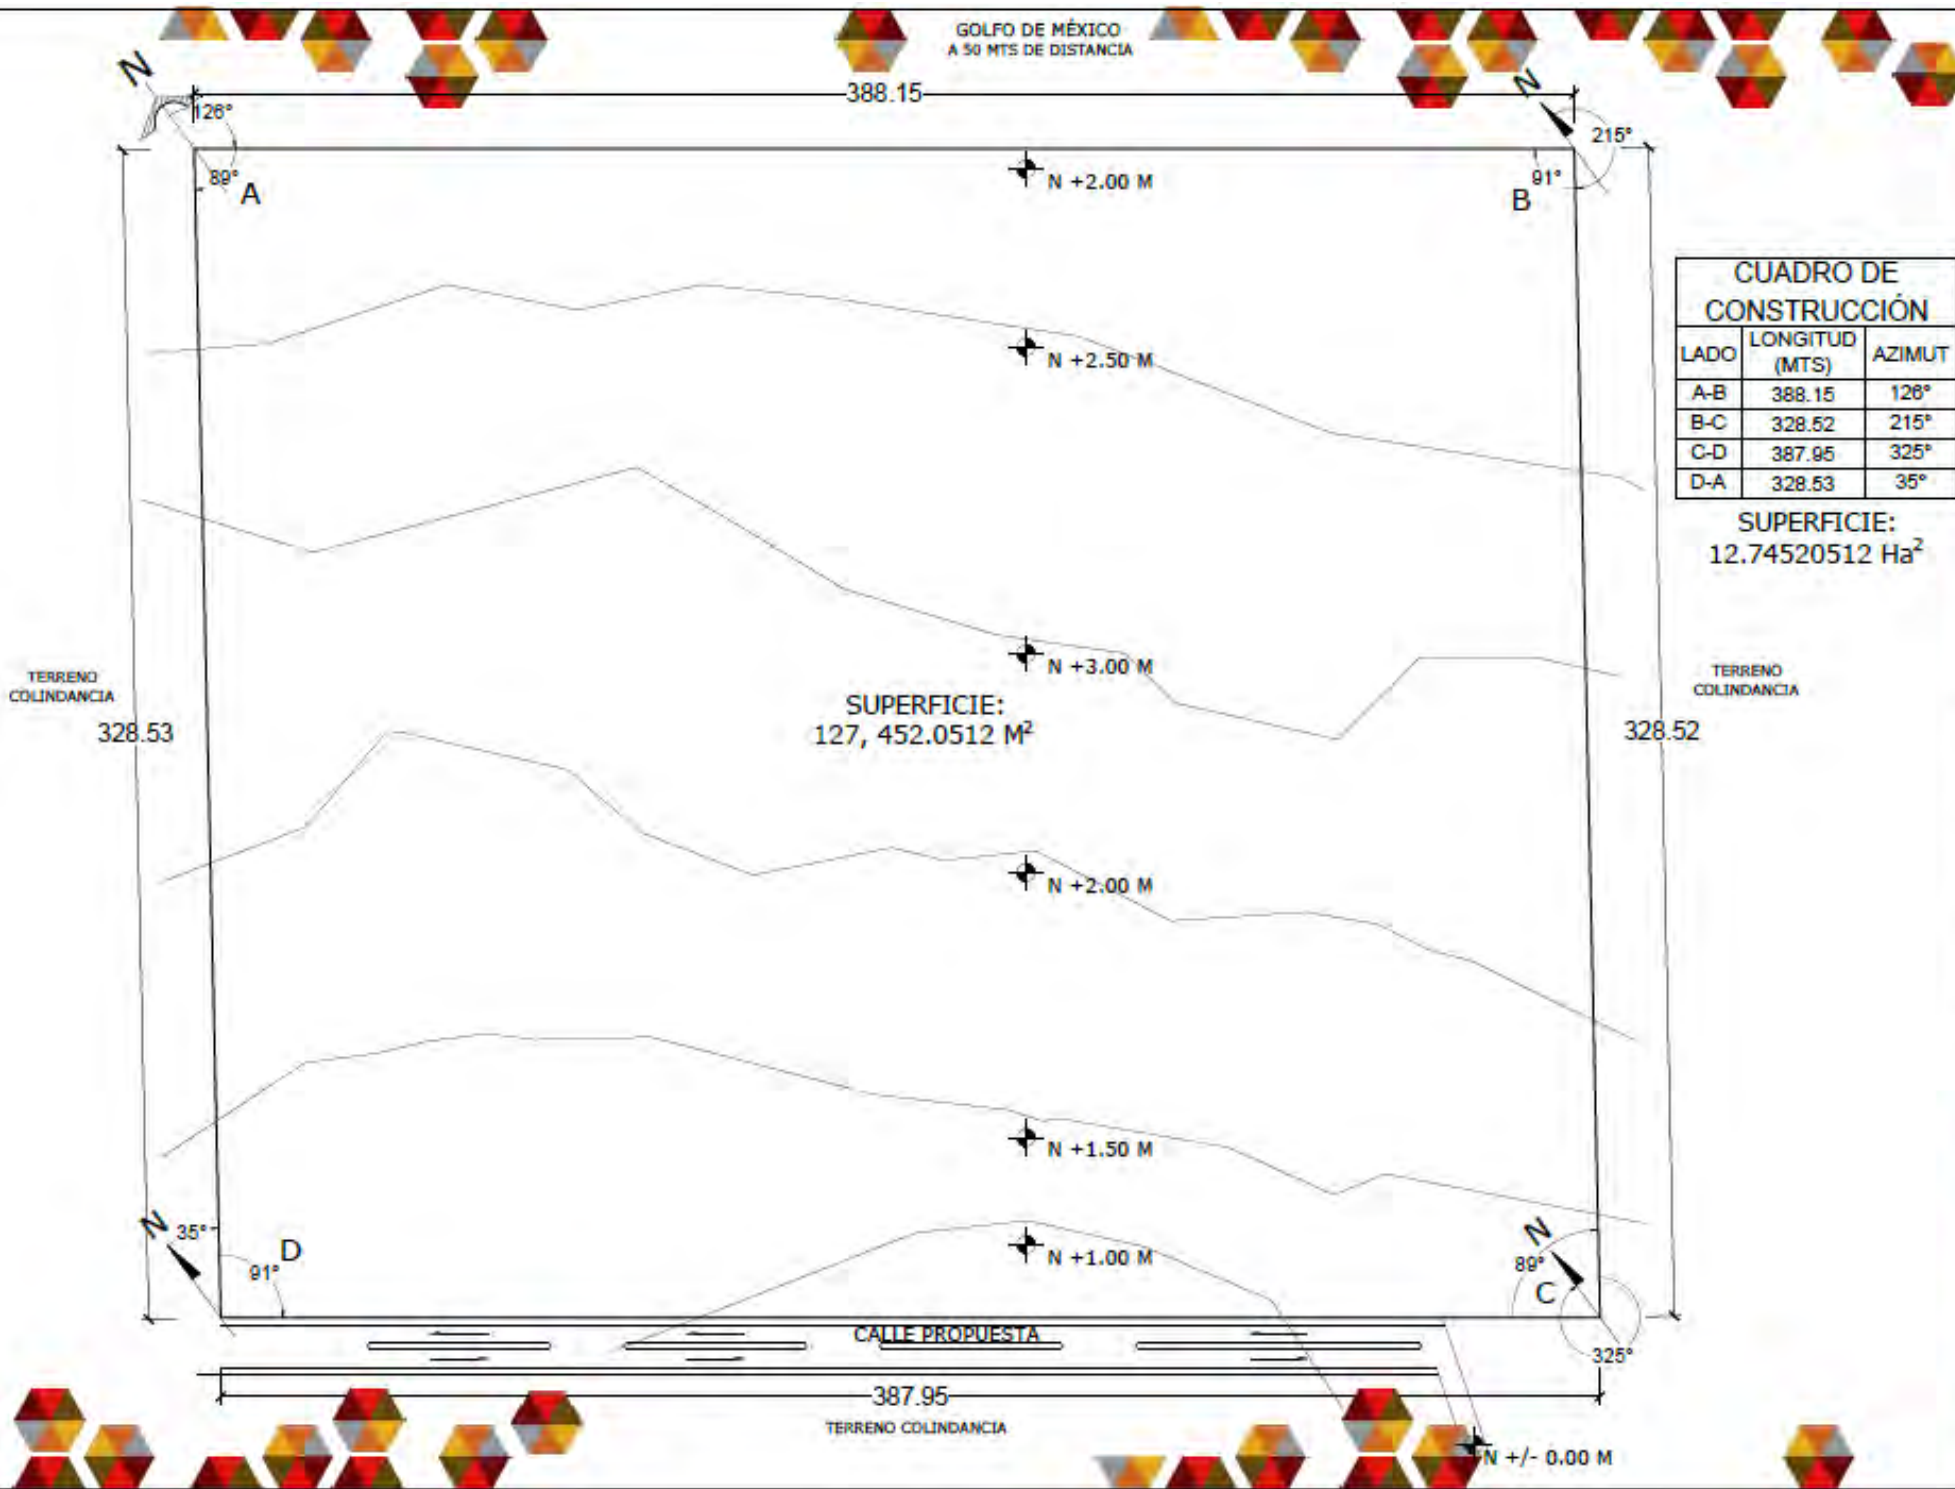 GOLFO DE MÉXICO
A 50 MTS DE DISTANCIA
388.15
N
126°
89°
A
N
215°
91°
B
N +2.00 M
N +2.50 M
CUADRO DE
CONSTRUCCIÓN
LADO LONGITUD (MTS) AZIMUT
A-B 388.15 126°
B-C 328.52 215°
C-D 387.95 325°
D-A 328.53 35°
SUPERFICIE:
12.74520512 Ha²
N +3.00 M
TERRENO
COLINDANCIA
328.53
SUPERFICIE:
127, 452.0512 M²
TERRENO
COLINDANCIA
328.52
N +2.00 M
N +1.50 M
N
35°
D
91°
N +1.00 M
N
89°
C
325°
CALLE PROPUESTA
387.95
TERRENO COLINDANCIA
N +/- 0.00 M